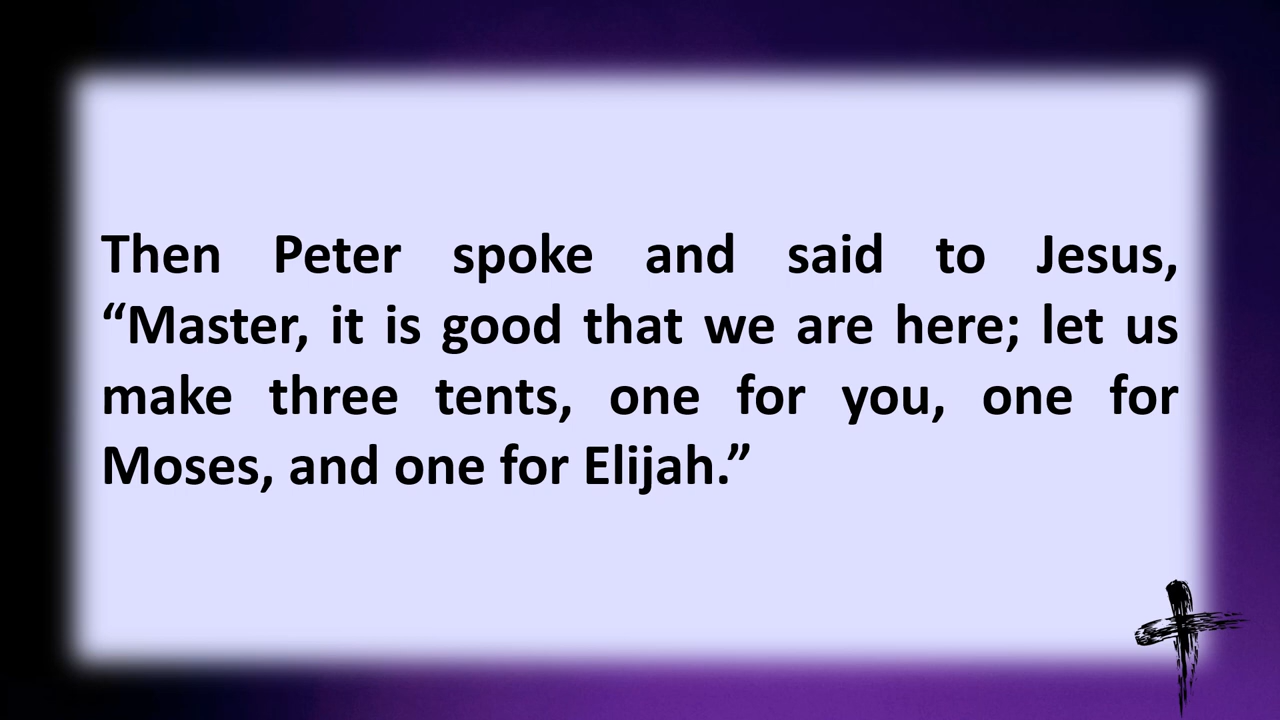 Then Peter spoke and said to Jesus,
“Master, it is good that we are here; let us
make three tents, one for you, one for
Moses, and one for Elijah.”